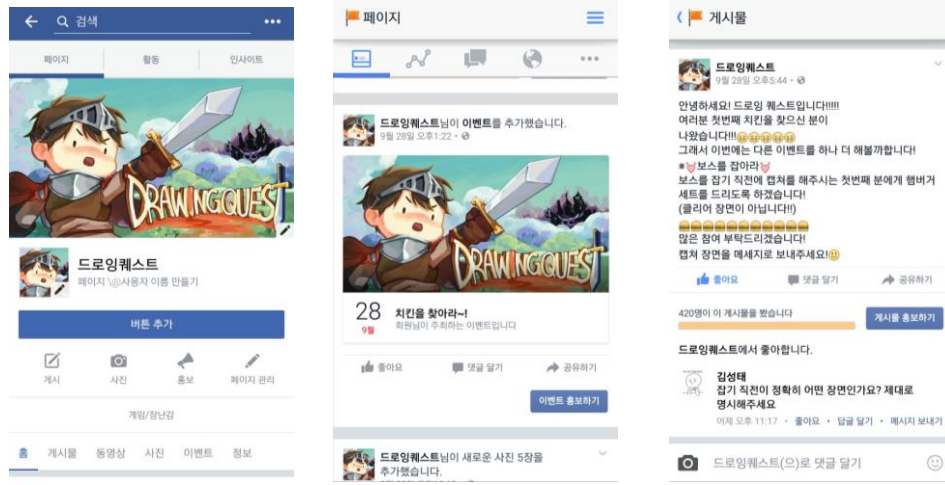 검색
페이지 활동 인사이트
DRAWINGQUEST
드로잉퀘스트
페이지 \@사용자 이름 만들기
버튼 추가
게시 사진 홍보 페이지 관리
게임/장난감
홈 게시물 동영상 사진 이벤트 정보
페이지
드로잉퀘스트님이 이벤트를 추가했습니다.
9월 28일 오후1:22
DRAWINGQUEST
28
9월
치킨을 찾아라~!
회원님이 주최하는 이벤트입니다
좋아요 댓글 달기 공유하기
이벤트 홍보하기
드로잉퀘스트님이 새로운 사진 5장을
추가했습니다.
게시물
드로잉퀘스트
9월 28일 오후5:44
안녕하세요! 드로잉 퀘스트입니다!!!!!
여러분 첫번째 치킨을 찾으신 분이
나왔습니다!!!
그래서 이번에는 다른 이벤트를 하나 더 해볼까합니다!
*보스를 잡아라
보스를 잡기 직전에 캡쳐를 해주시는 첫번째 분에게 햄버거
세트를 드리도록 하겠습니다!
(클리어 장면이 아닙니다!!)
많은 참여 부탁드리겠습니다!
캡쳐 장면을 메세지로 보내주세요!
좋아요 댓글 달기 공유하기
420명이 이 게시물을 봤습니다
게시물 홍보하기
드로잉퀘스트에서 좋아합니다.
김성태
잡기 직전이 정확히 어떤 장면인가요? 제대로
명시해주세요
어제 오후 11:17 • 좋아요 • 답글 달기 • 메시지 보내기
드로잉퀘스트(으)로 댓글 달기